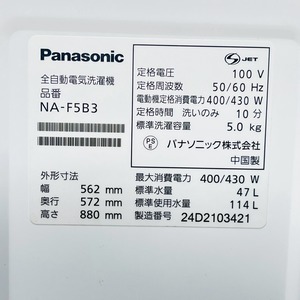 Panasonic
全自動電気洗濯機
品番
NA-F5B3
S JET
定格電圧 100 V
定格周波数 50/60 Hz
電動機定格消費電力 400/430 W
定格時間 洗いのみ 10 分
標準洗濯容量 5.0 kg
PSE パナソニック株式会社
中国製
外形寸法
幅 562 mm
奥行 572 mm
高さ 880 mm
最大消費電力 400/430 W
標準水量 47 L
標準使用水量 114 L
製造番号 24D2103421